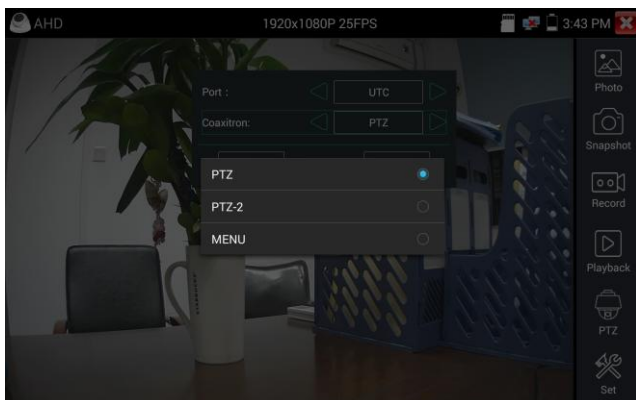 AHD
1920x1080P 25FPS
3:43 PM
Port :
UTC
Coaxitron:
PTZ
PTZ
PTZ-2
MENU
Photo
Snapshot
Record
Playback
PTZ
Set